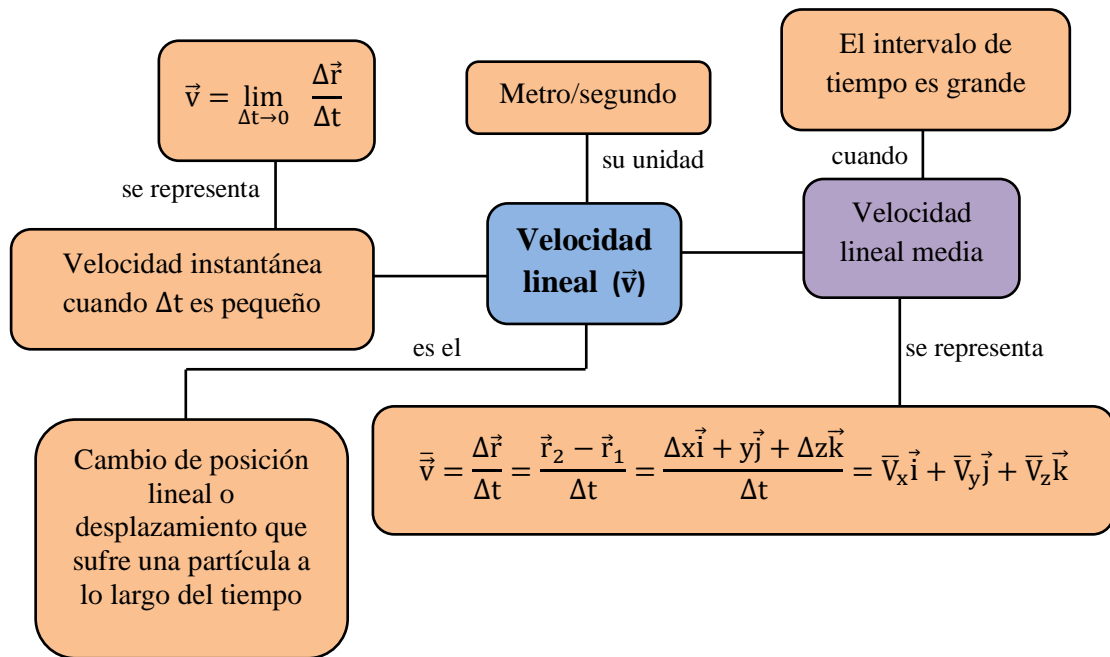 v⃗ = lim Δt→0 Δr⃗/Δt
Metro/segundo
El intervalo de
tiempo es grande
se representa
su unidad
cuando
Velocidad instantánea
cuando Δt es pequeño
Velocidad
lineal (v⃗)
Velocidad
lineal media
es el
se representa
Cambio de posición
lineal o
desplazamiento que
sufre una partícula a
lo largo del tiempo
v̅⃗ = Δr⃗/Δt = (r⃗₂ − r⃗₁)/Δt = (Δxi⃗ + yj⃗ + Δzk⃗)/Δt = V̅ₓi⃗ + V̅ᵧj⃗ + V̅_zk⃗